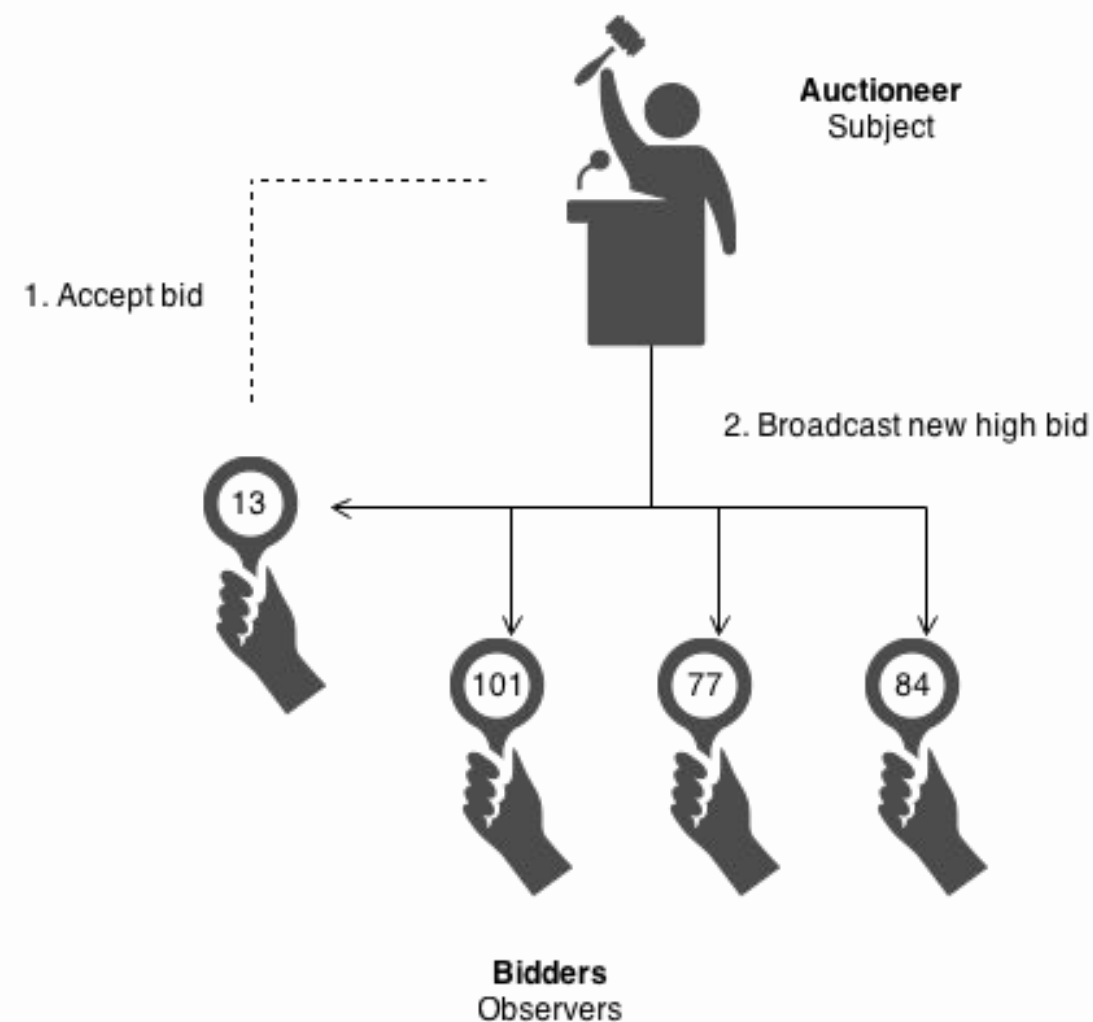 Auctioneer
Subject
1. Accept bid
2. Broadcast new high bid
13
101
77
84
Bidders
Observers